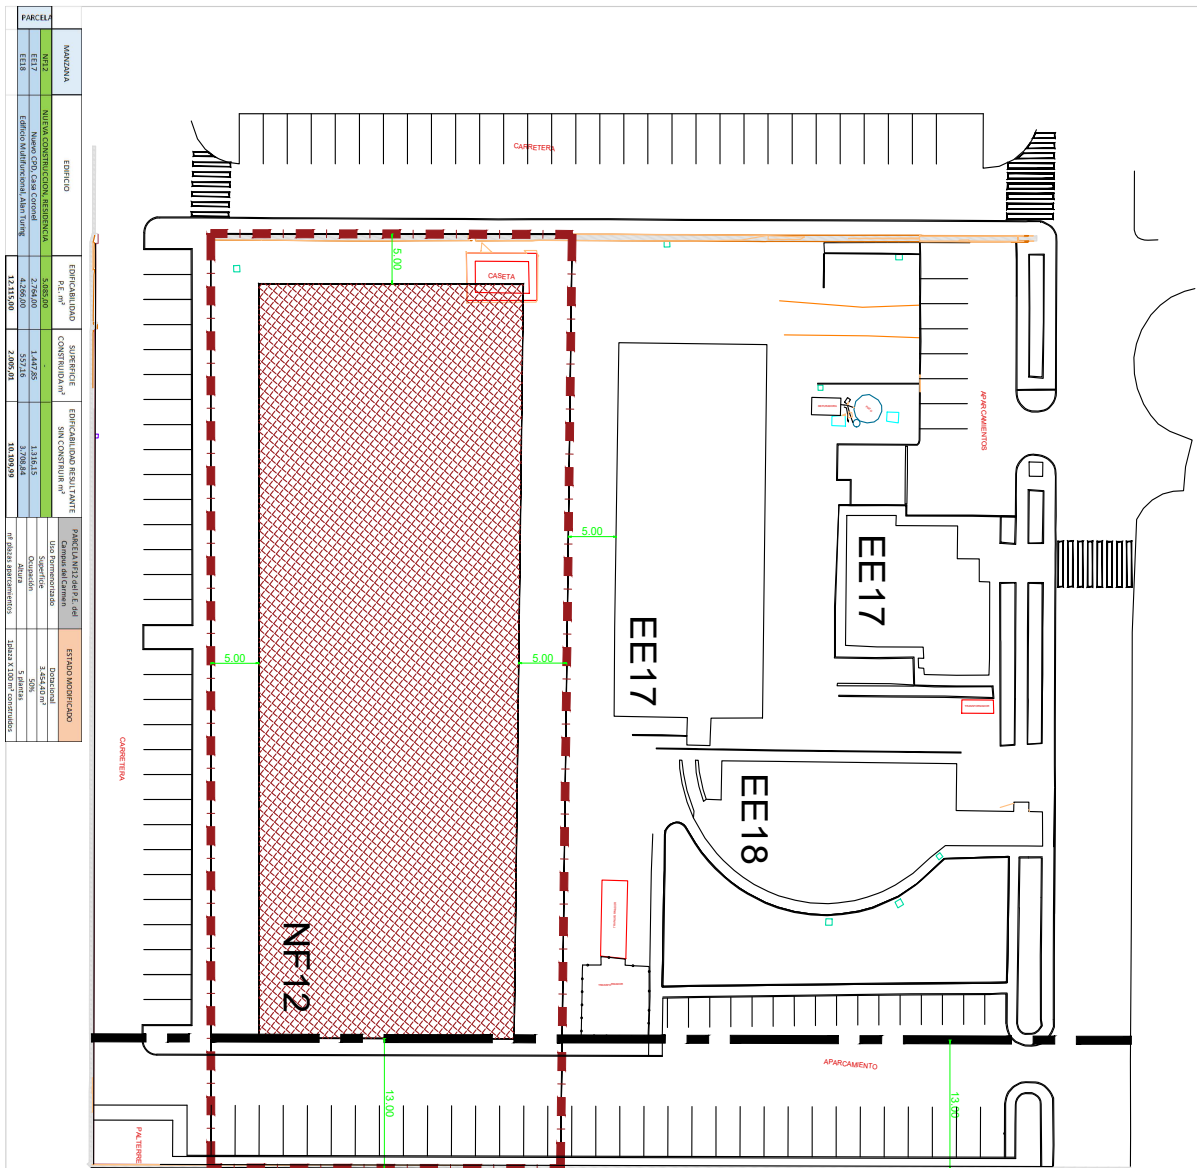 PARCELA
MANZANA EDIFICIO EDIFICABILIDAD P.E. m² SUPERFICIE CONSTRUIDA m² EDIFICABILIDAD RESULTANTE SIN CONSTRUIR m²
NF12 NUEVA CONSTRUCCION, RESIDENCIA 5.085,00 -
EE17 Nuevo CPD, Casa Coronel 2.764,00 1.447,85 1.316,15
EE18 Edificio Multifuncional, Alan Turing 4.266,00 557,16 3.708,84
12.115,00 2.005,01 10.109,99
PARCELA NF12 del P.E. del Campus del Carmen ESTADO MODIFICADO
Uso Pormenorizado Dotacional
Superficie 3.454,40 m²
Ocupación 50%
Altura 5 plantas
nº plazas aparcamientos 1plaza X 100 m² construidos
CARRETERA
5.00
CASETA
APARCAMIENTOS
5.00
EE17
EE17
5.00
5.00
CARRETERA
EE18
NF12
APARCAMIENTO
13.00
13.00
PALTERRE